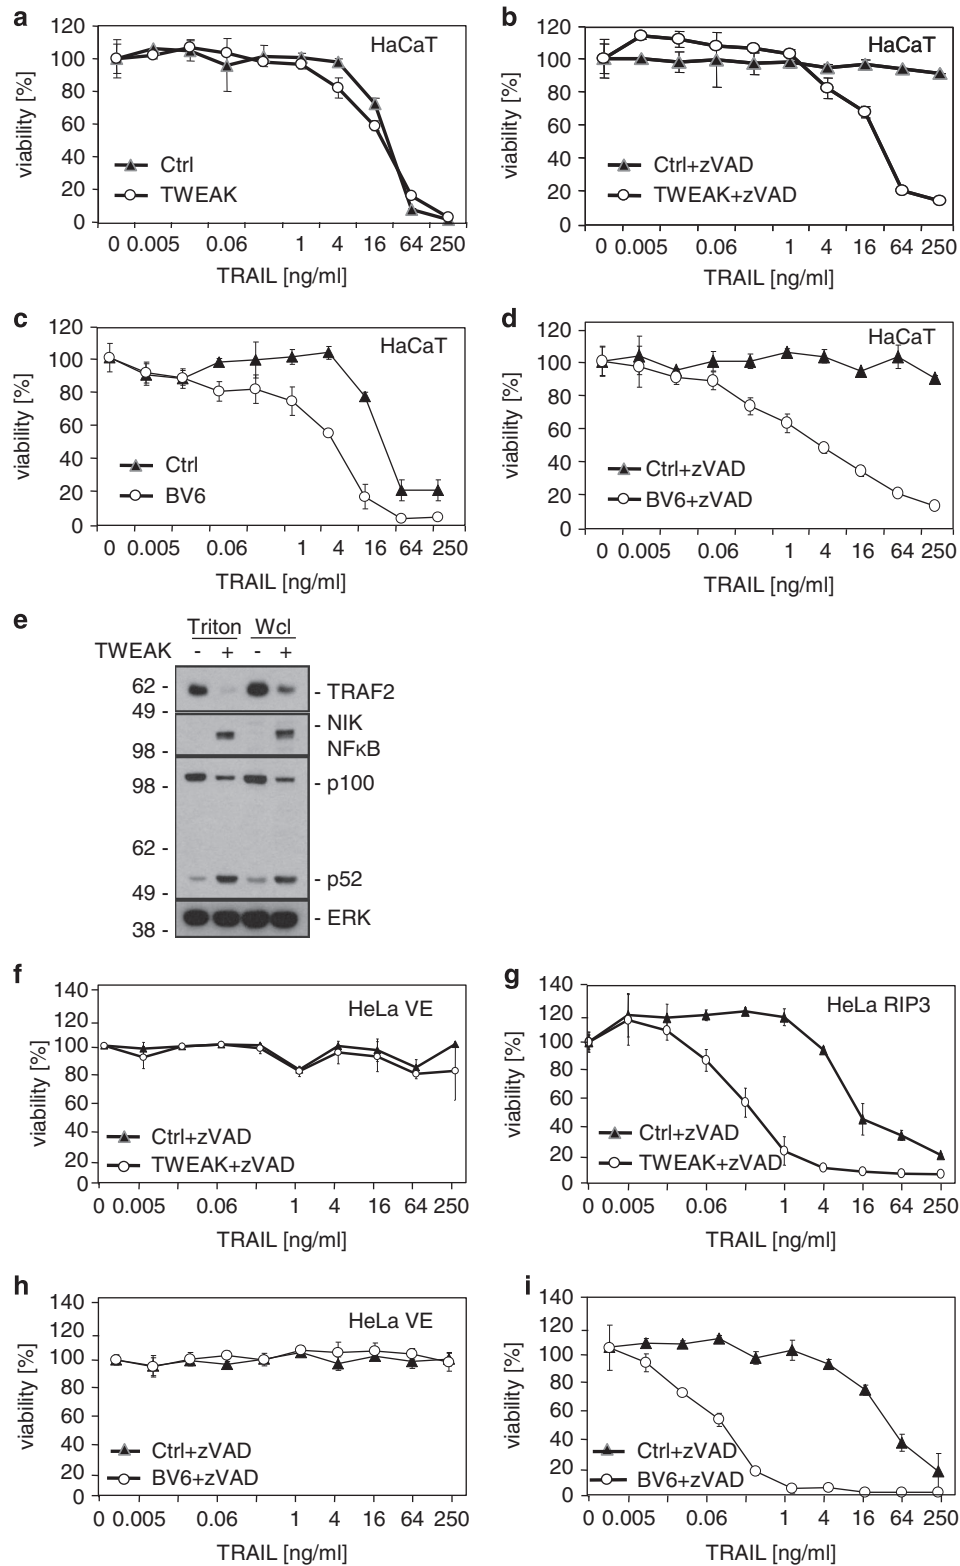 a
120
100
80
60
40
20
0
viability [%]
HaCaT
Ctrl
TWEAK
0 0.005 0.06 1 4 16 64 250
TRAIL [ng/ml]
b
120
100
80
60
40
20
0
viability [%]
HaCaT
Ctrl+zVAD
TWEAK+zVAD
0 0.005 0.06 1 4 16 64 250
TRAIL [ng/ml]
c
120
100
80
60
40
20
0
viability [%]
HaCaT
Ctrl
BV6
0 0.005 0.06 1 4 16 64 250
TRAIL [ng/ml]
d
120
100
80
60
40
20
0
viability [%]
HaCaT
Ctrl+zVAD
BV6+zVAD
0 0.005 0.06 1 4 16 64 250
TRAIL [ng/ml]
e
Triton Wcl
TWEAK - + - +
62 -
- TRAF2
49 -
- NIK
NFκB
98 -
98 -
- p100
62 -
- p52
49 -
- ERK
38 -
f
140
120
100
80
60
40
20
0
viability [%]
HeLa VE
Ctrl+zVAD
TWEAK+zVAD
0 0.005 0.06 1 4 16 64 250
TRAIL [ng/ml]
g
140
120
100
80
60
40
20
0
viability [%]
HeLa RIP3
Ctrl+zVAD
TWEAK+zVAD
0 0.005 0.06 1 4 16 64 250
TRAIL [ng/ml]
h
140
120
100
80
60
40
20
0
viability [%]
HeLa VE
Ctrl+zVAD
BV6+zVAD
0 0.005 0.06 1 4 16 64 250
TRAIL [ng/ml]
i
140
120
100
80
60
40
20
0
viability [%]
Ctrl+zVAD
BV6+zVAD
0 0.005 0.06 1 4 16 64 250
TRAIL [ng/ml]